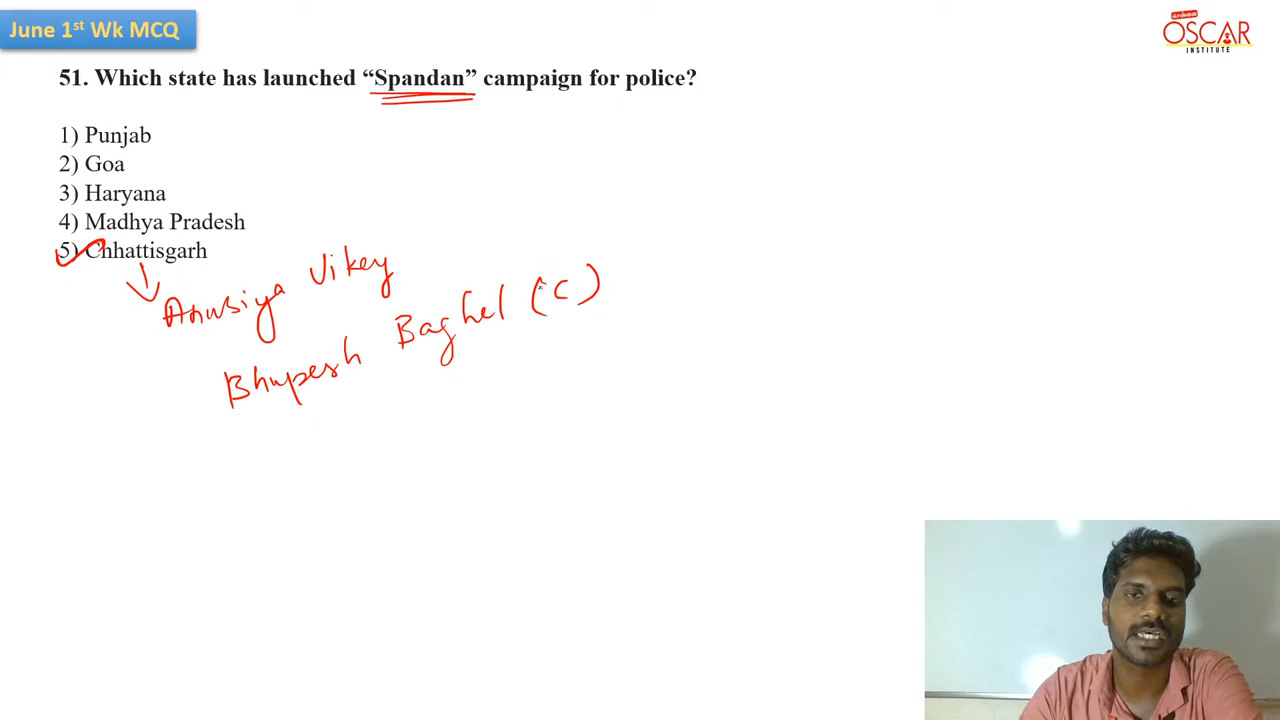 June 1st Wk MCQ
சென்னை
OSCAR
INSTITUTE
51. Which state has launched “Spandan” campaign for police?
1) Punjab
2) Goa
3) Haryana
4) Madhya Pradesh
5) Chhattisgarh
Anusiya Vikey
Bhupesh Baghel (C)